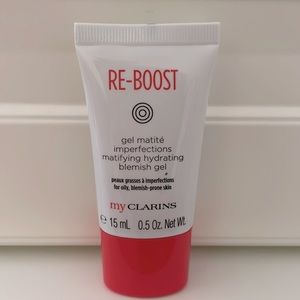 RE-BOOST
gel matité
imperfections
matifying hydrating
blemish gel
peaux grasses à imperfections
for oily, blemish-prone skin
my CLARINS
e 15 mL 0.5 Oz. Net Wt.